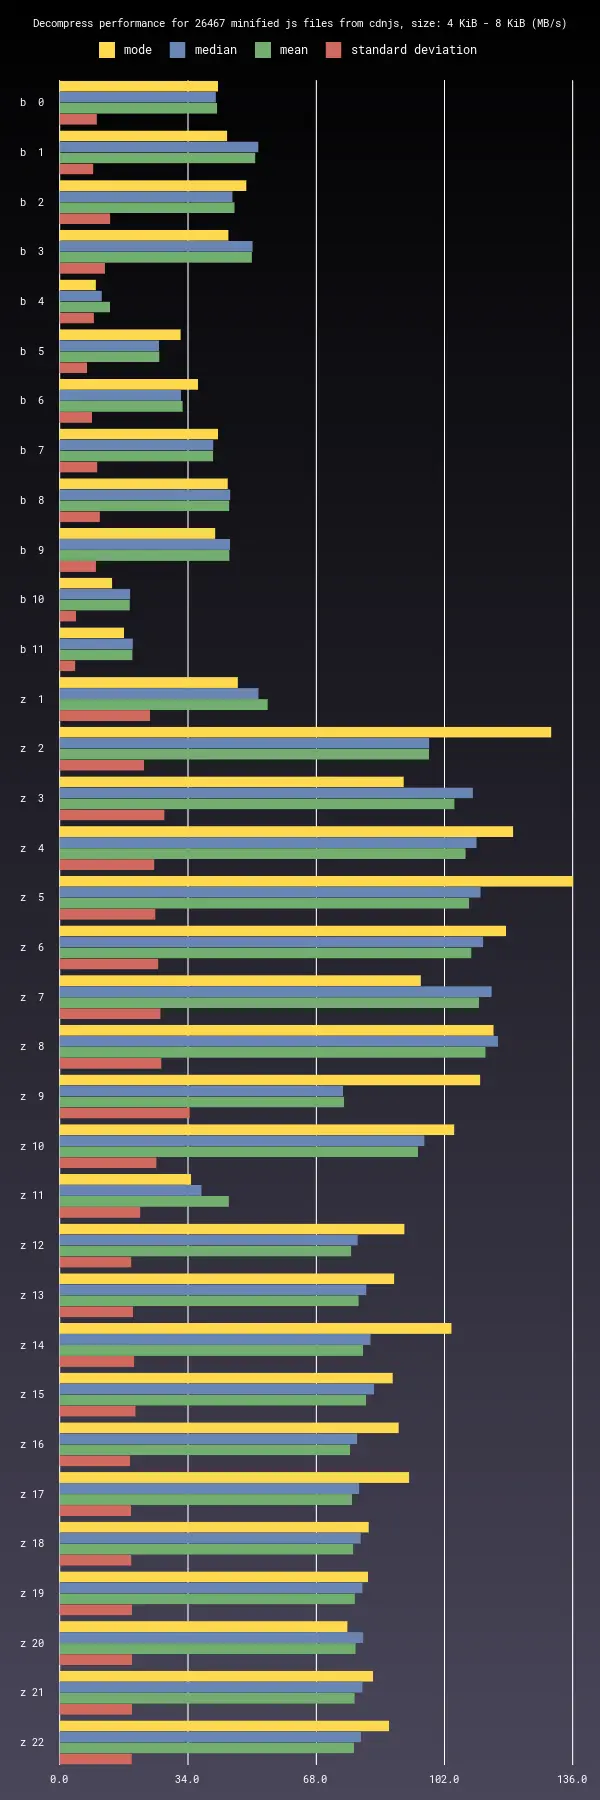 Decompress performance for 26467 minified js files from cdnjs, size: 4 KiB - 8 KiB (MB/s)
mode median mean standard deviation
b 0
b 1
b 2
b 3
b 4
b 5
b 6
b 7
b 8
b 9
b 10
b 11
z 1
z 2
z 3
z 4
z 5
z 6
z 7
z 8
z 9
z 10
z 11
z 12
z 13
z 14
z 15
z 16
z 17
z 18
z 19
z 20
z 21
z 22
0.0 34.0 68.0 102.0 136.0